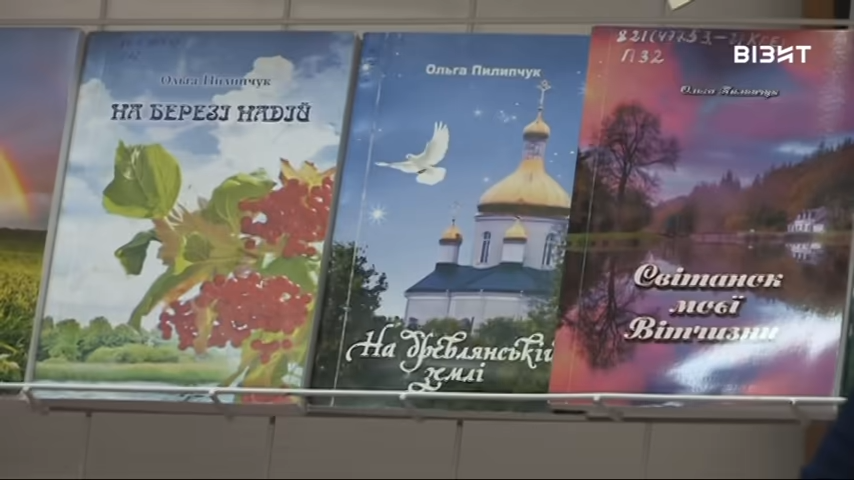 ВІЗИТ
Ольга Пилипчук
НА БЕРЕЗІ НАДІЙ
Ольга Пилипчук
На древлянській
землі
П32
Ольга Пилипчук
Світанок
моєї
Вітчизни